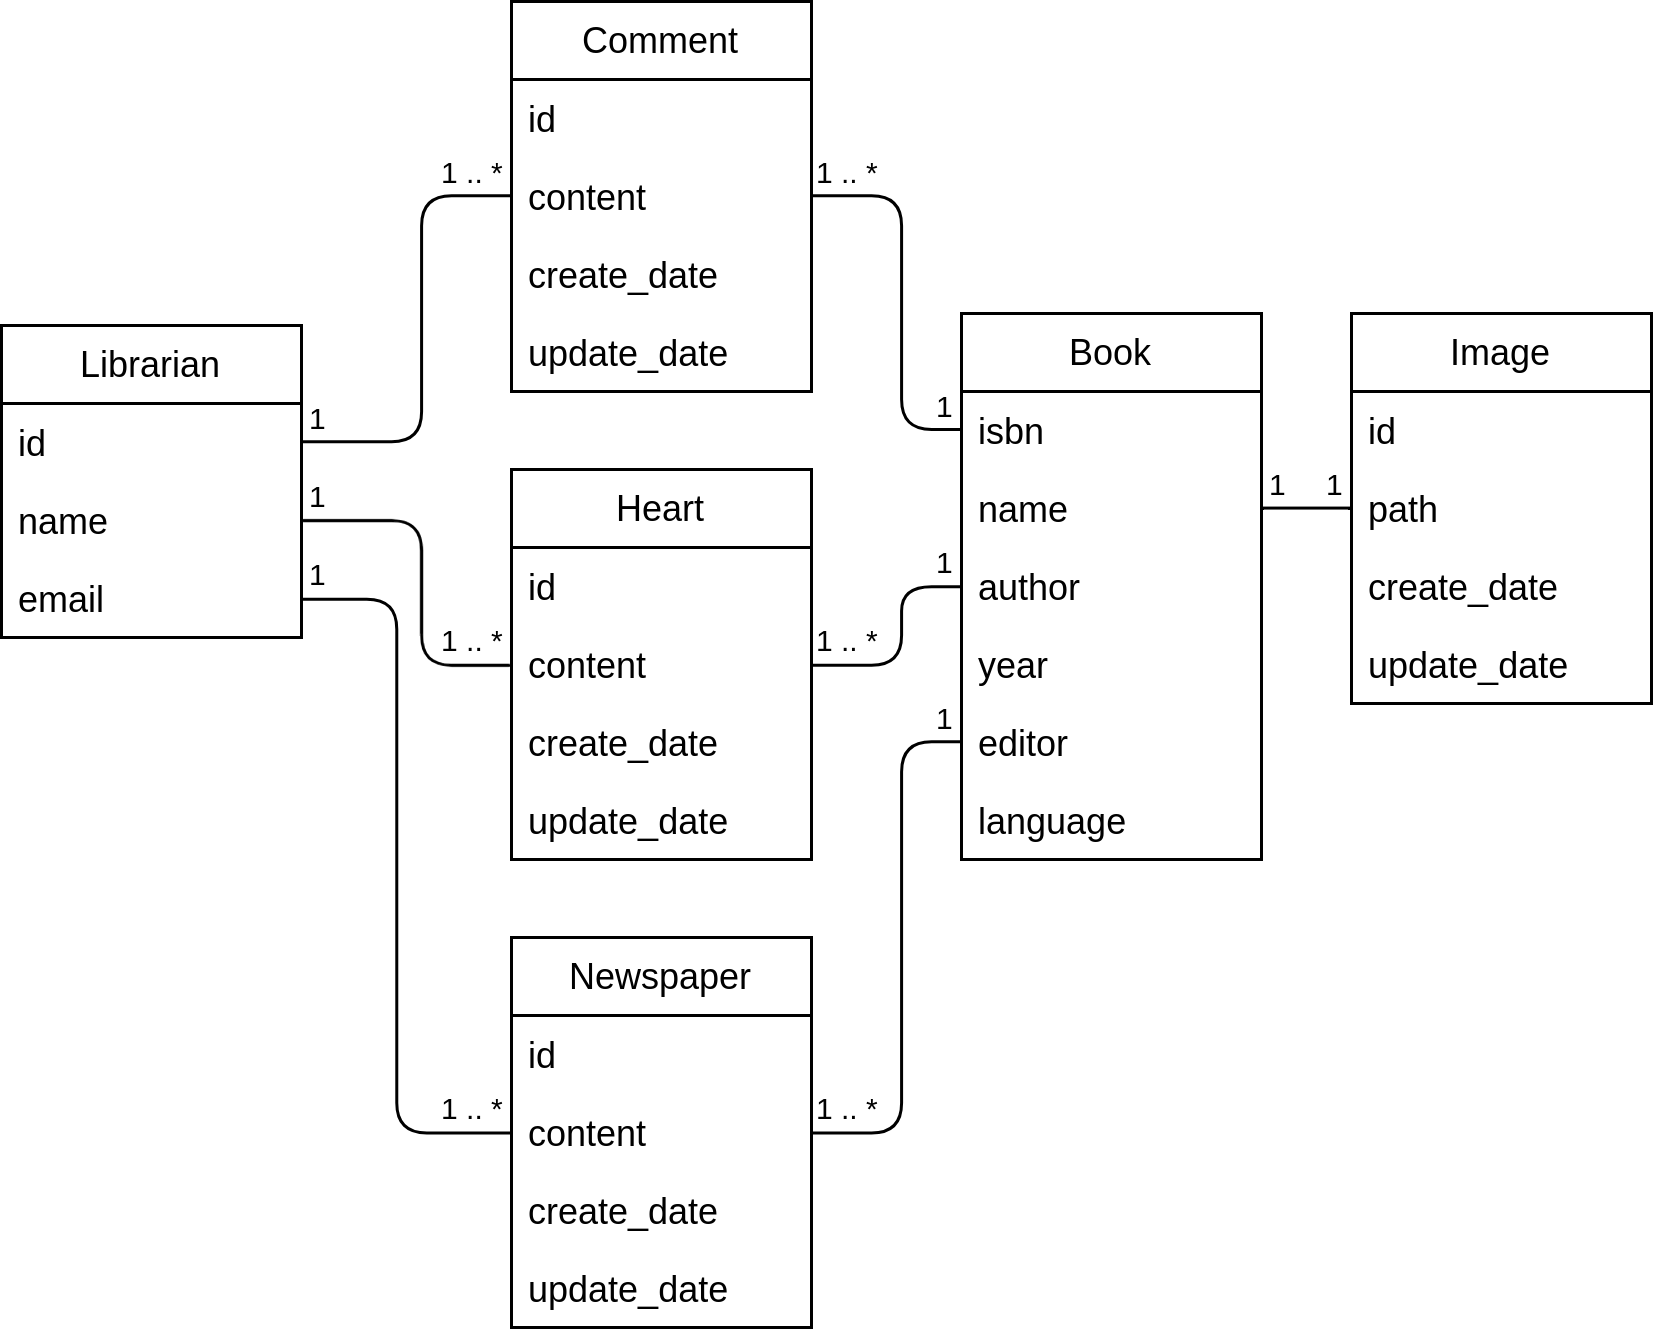 Comment
id
content
create_date
update_date
1 .. *
1 .. *
Librarian
id
name
email
1
1
1
Heart
id
content
create_date
update_date
1 .. *
1 .. *
Newspaper
id
content
create_date
update_date
1 .. *
1 .. *
Book
isbn
name
author
year
editor
language
1
1
1
1
1
Image
id
path
create_date
update_date